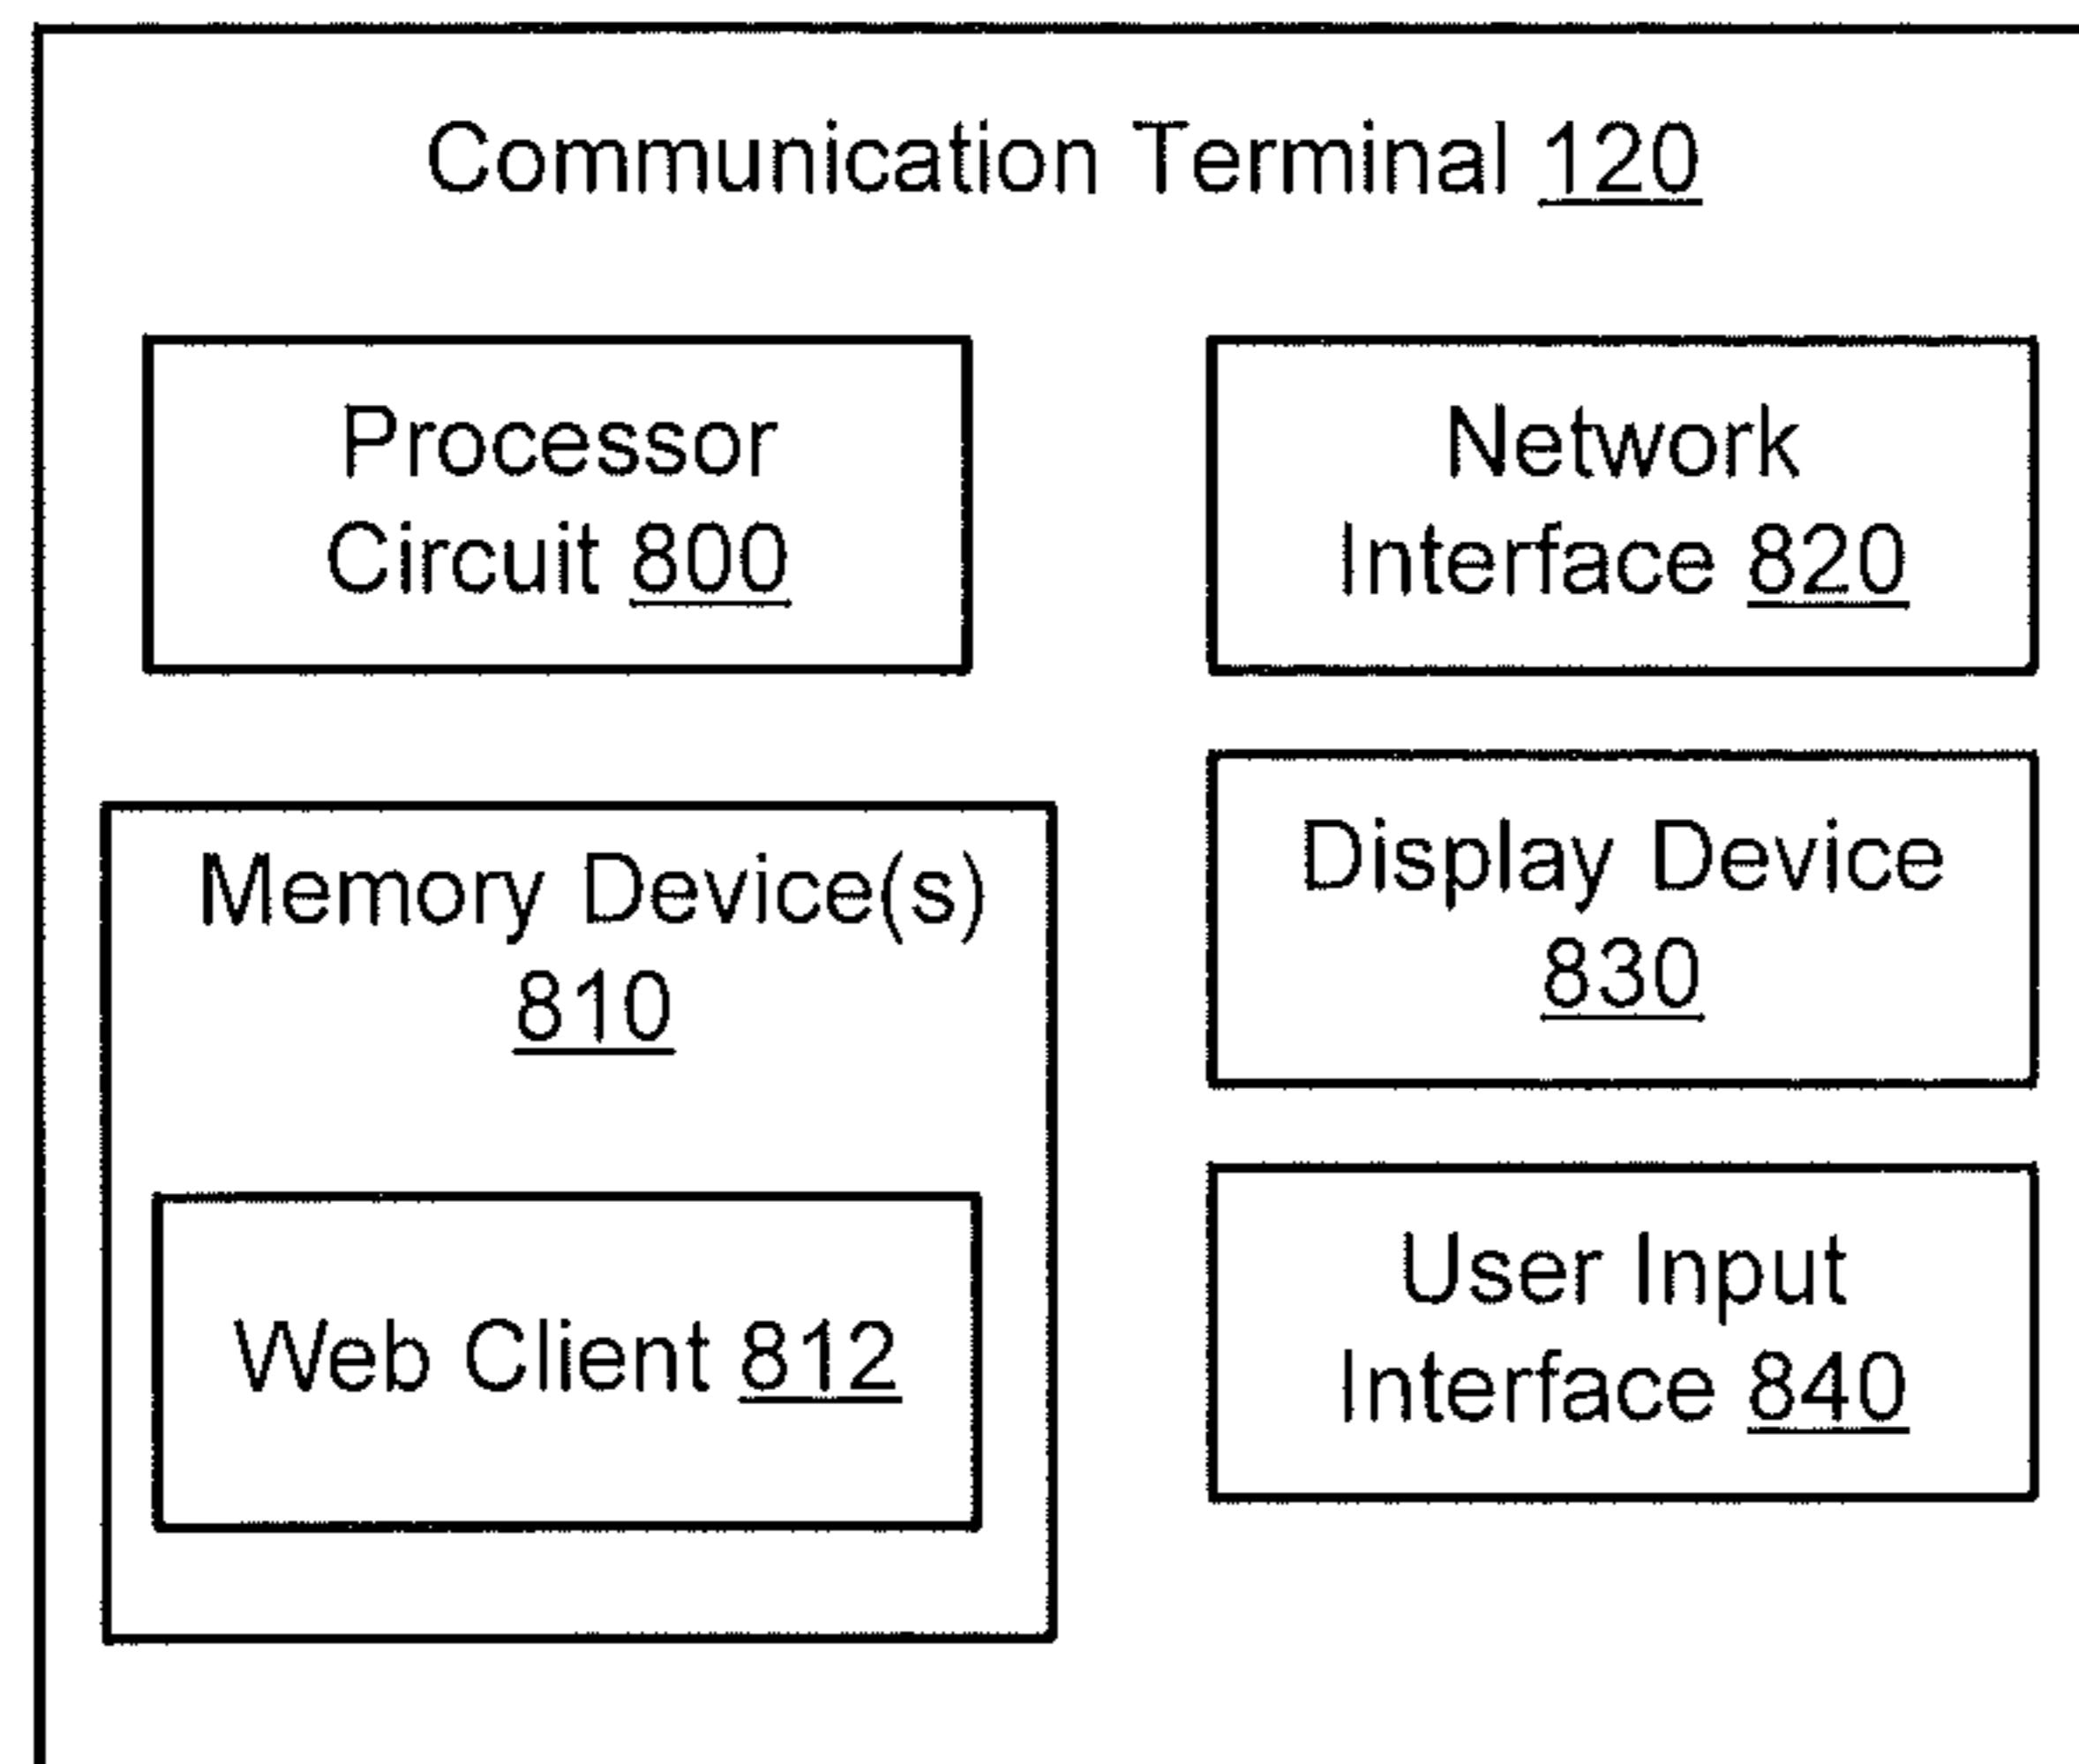 Communication Terminal 120
Processor
Circuit 800
Network
Interface 820
Memory Device(s)
810
Web Client 812
Display Device
830
User Input
Interface 840